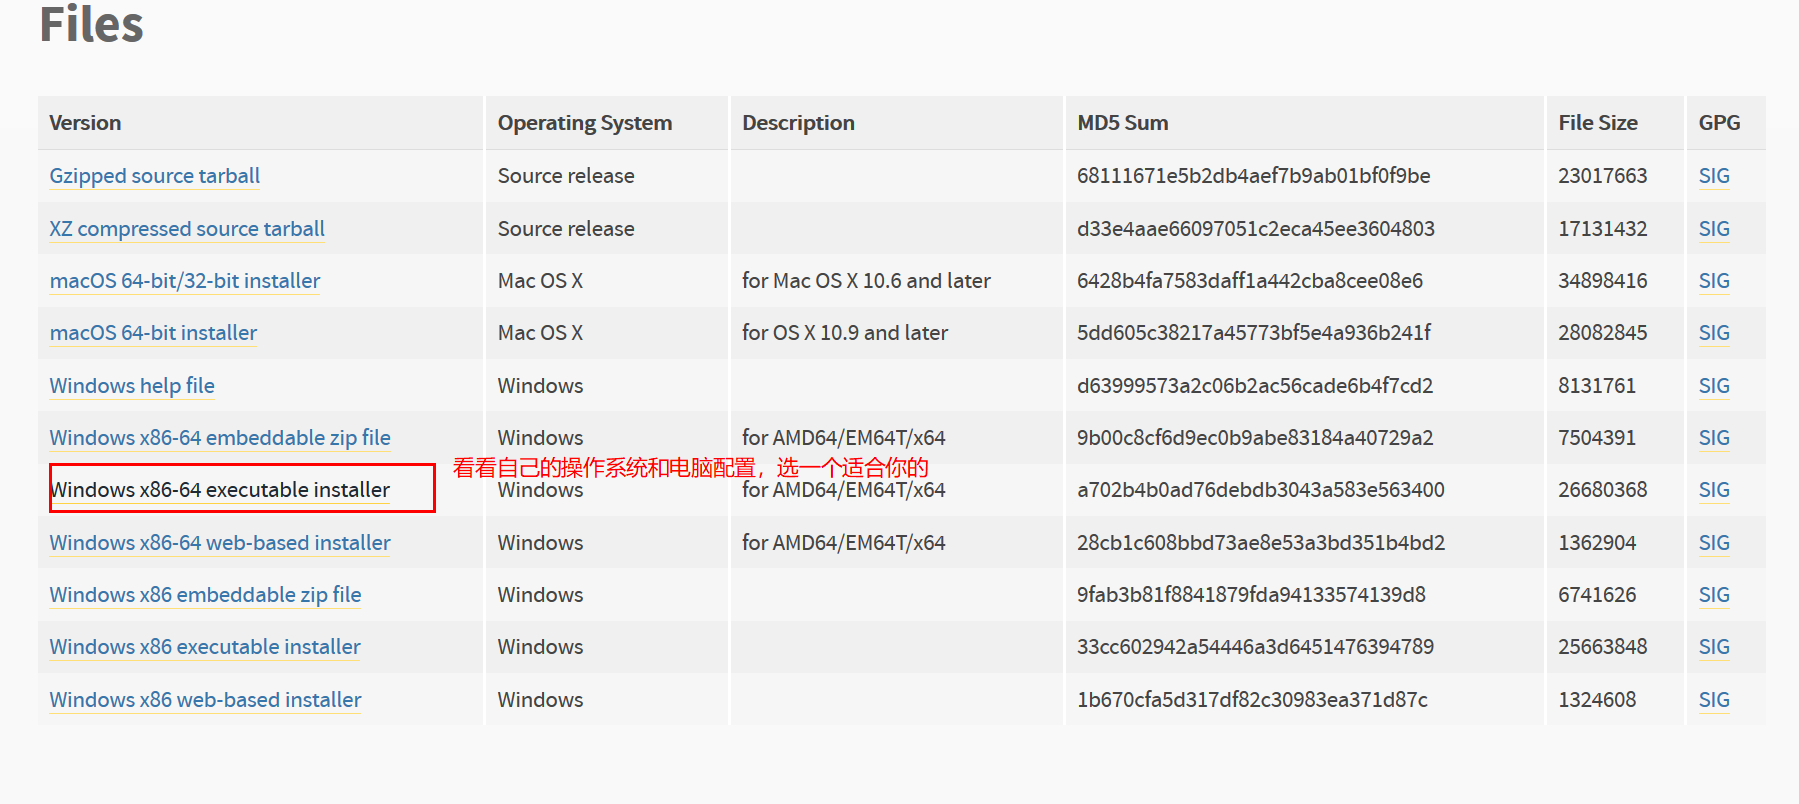 Files
Version Operating System Description MD5 Sum File Size GPG
Gzipped source tarball Source release 68111671e5b2db4aef7b9ab01bf0f9be 23017663 SIG
XZ compressed source tarball Source release d33e4aae66097051c2eca45ee3604803 17131432 SIG
macOS 64-bit/32-bit installer Mac OS X for Mac OS X 10.6 and later 6428b4fa7583daff1a442cba8cee08e6 34898416 SIG
macOS 64-bit installer Mac OS X for OS X 10.9 and later 5dd605c38217a45773bf5e4a936b241f 28082845 SIG
Windows help file Windows d63999573a2c06b2ac56cade6b4f7cd2 8131761 SIG
Windows x86-64 embeddable zip file Windows for AMD64/EM64T/x64 9b00c8cf6d9ec0b9abe83184a40729a2 7504391 SIG
看看自己的操作系统和电脑配置，选一个适合你的
Windows x86-64 executable installer Windows for AMD64/EM64T/x64 a702b4b0ad76debdb3043a583e563400 26680368 SIG
Windows x86-64 web-based installer Windows for AMD64/EM64T/x64 28cb1c608bbd73ae8e53a3bd351b4bd2 1362904 SIG
Windows x86 embeddable zip file Windows 9fab3b81f8841879fda94133574139d8 6741626 SIG
Windows x86 executable installer Windows 33cc602942a54446a3d6451476394789 25663848 SIG
Windows x86 web-based installer Windows 1b670cfa5d317df82c30983ea371d87c 1324608 SIG